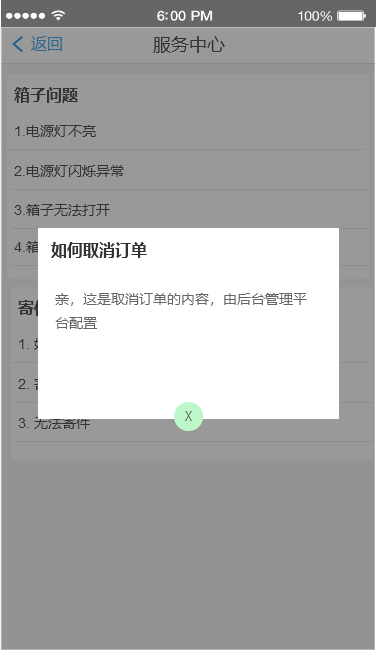 6:00 PM
100%
返回
服务中心
箱子问题
1.电源灯不亮
2.电源灯闪烁异常
3.箱子无法打开
4.箱
如何取消订单
亲，这是取消订单的内容，由后台管理平
台配置
X
寄
1.
2.
3. 无法寄件